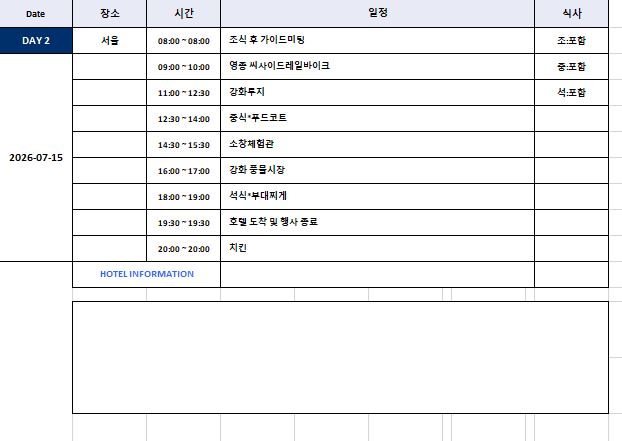 Date 장소 시간 일정 식사
DAY 2 서울 08:00 ~ 08:00 조식 후 가이드미팅 조:포함
09:00 ~ 10:00 영종 씨사이드레일바이크 중:포함
11:00 ~ 12:30 강화루지 석:포함
12:30 ~ 14:00 중식*푸드코트
14:30 ~ 15:30 소창체험관
2026-07-15
16:00 ~ 17:00 강화 풍물시장
18:00 ~ 19:00 석식*부대찌게
19:30 ~ 19:30 호텔 도착 및 행사 종료
20:00 ~ 20:00 치킨
HOTEL INFORMATION